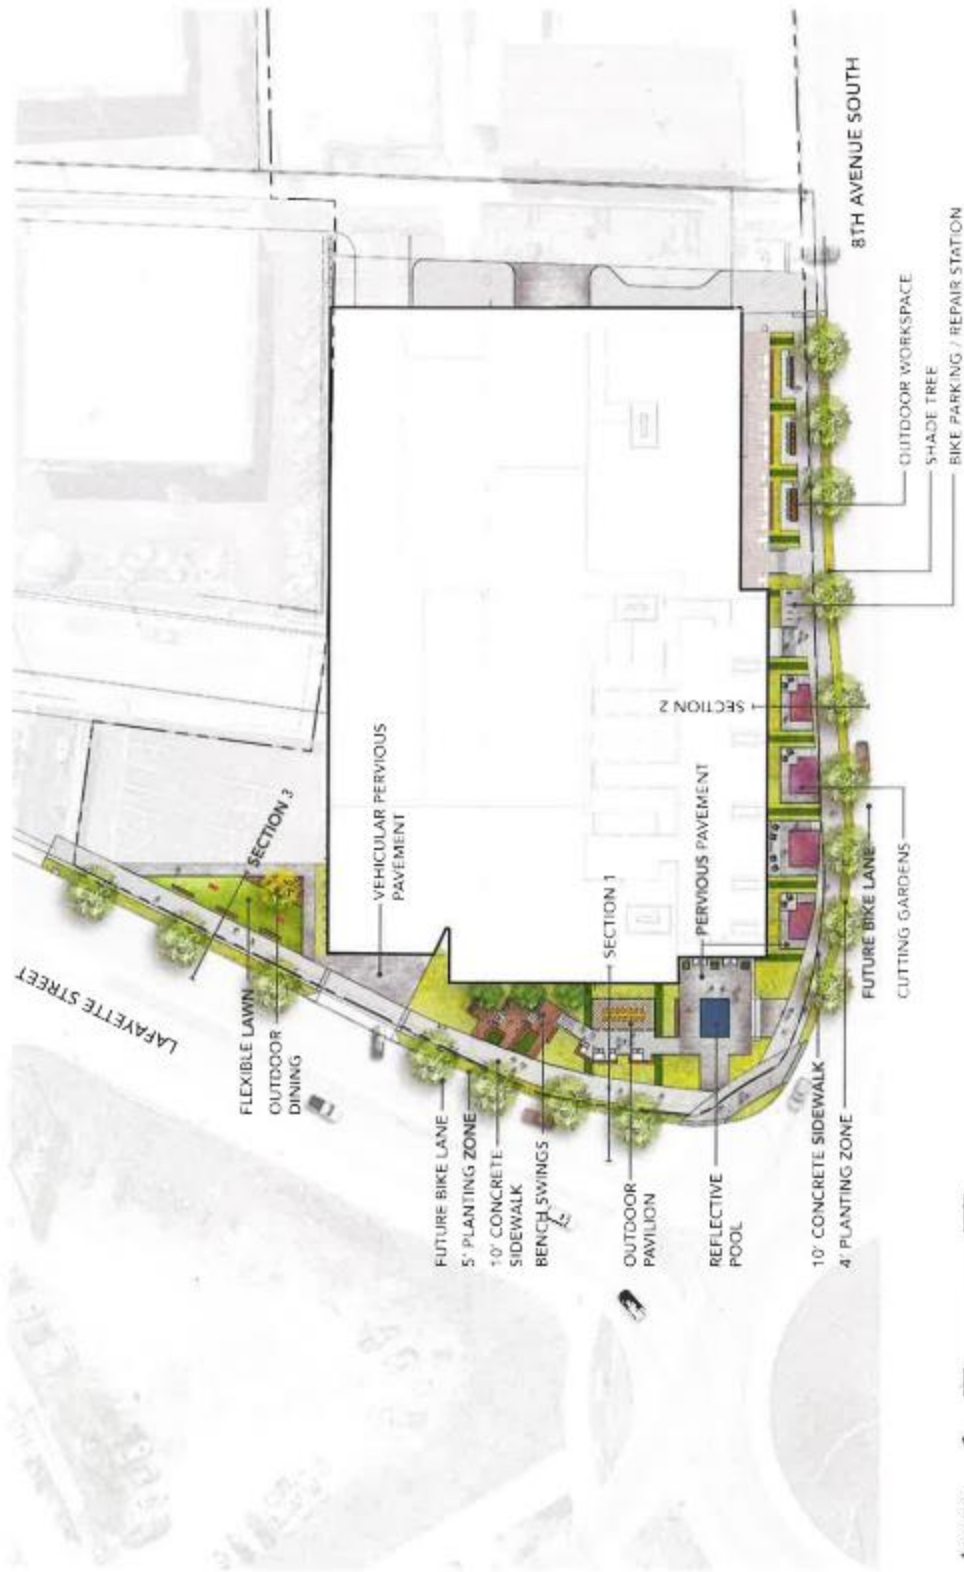 LAFAYETTE STREET
SECTION 3
FLEXIBLE LAWN
OUTDOOR
DINING
VEHICULAR PERVIOUS
PAVEMENT
FUTURE BIKE LANE
5' PLANTING ZONE
10' CONCRETE
SIDEWALK
BENCH SWINGS
SECTION 1
OUTDOOR
PAVILION
PERVIOUS PAVEMENT
REFLECTIVE
POOL
SECTION 2
10' CONCRETE SIDEWALK
4' PLANTING ZONE
FUTURE BIKE LANE
CUTTING GARDENS
8TH AVENUE SOUTH
OUTDOOR WORKSPACE
SHADE TREE
BIKE PARKING / REPAIR STATION